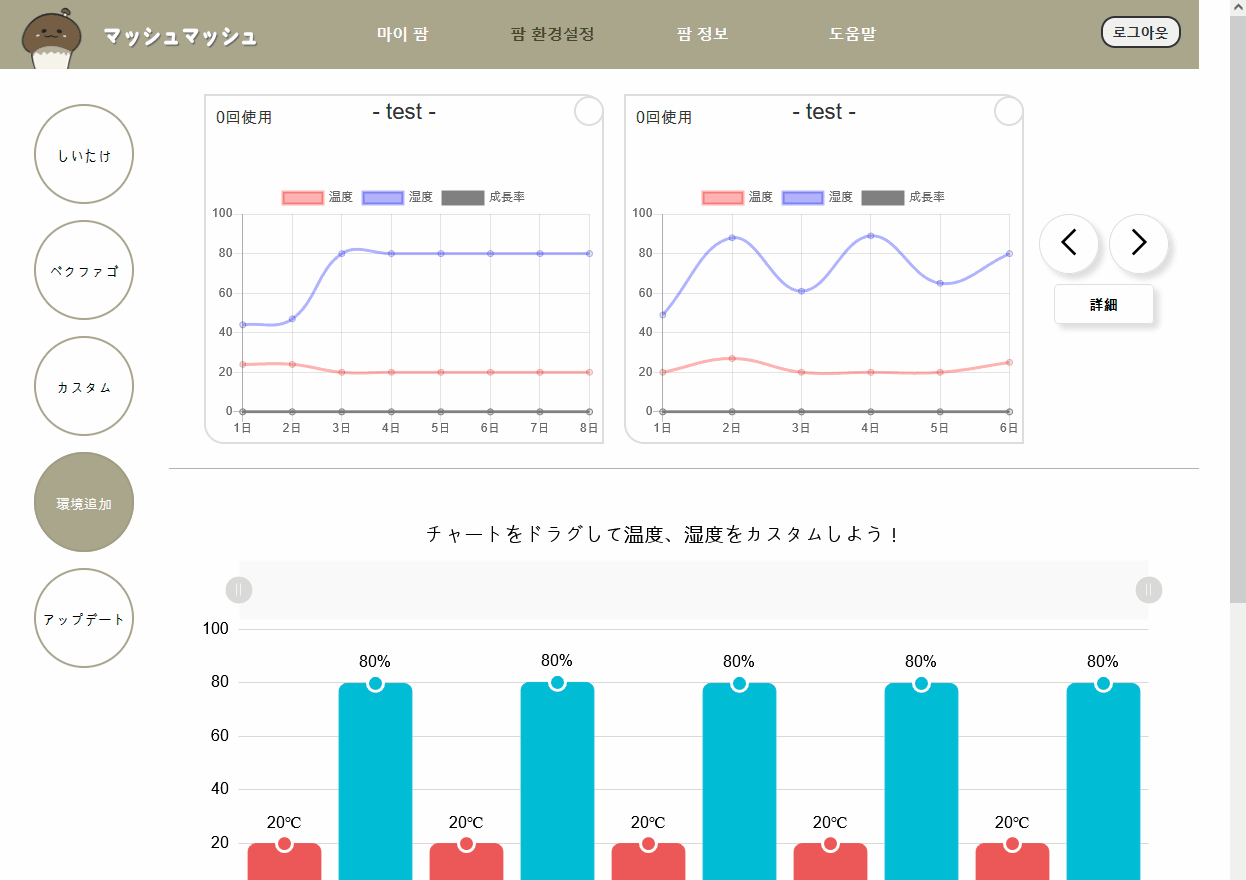 マッシュマッシュ
마이 팜
팜 환경설정
팜 정보
도움말
로그아웃
しいたけ
ペクファゴ
カスタム
環境追加
アップデート
0回使用
- test -
温度 湿度 成長率
100
80
60
40
20
0
1日 2日 3日 4日 5日 6日 7日 8日
0回使用
- test -
温度 湿度 成長率
100
80
60
40
20
0
1日 2日 3日 4日 5日 6日
詳細
チャートをドラグして温度、湿度をカスタムしよう！
100
80
60
40
20
80% 80% 80% 80% 80%
20℃ 20℃ 20℃ 20℃ 20℃